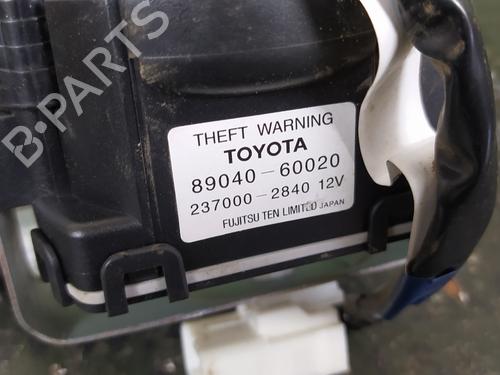 B-PARTS
THEFT WARNING
TOYOTA
89040-60020
237000-2840 12V
FUJITSU TEN LIMITED JAPAN